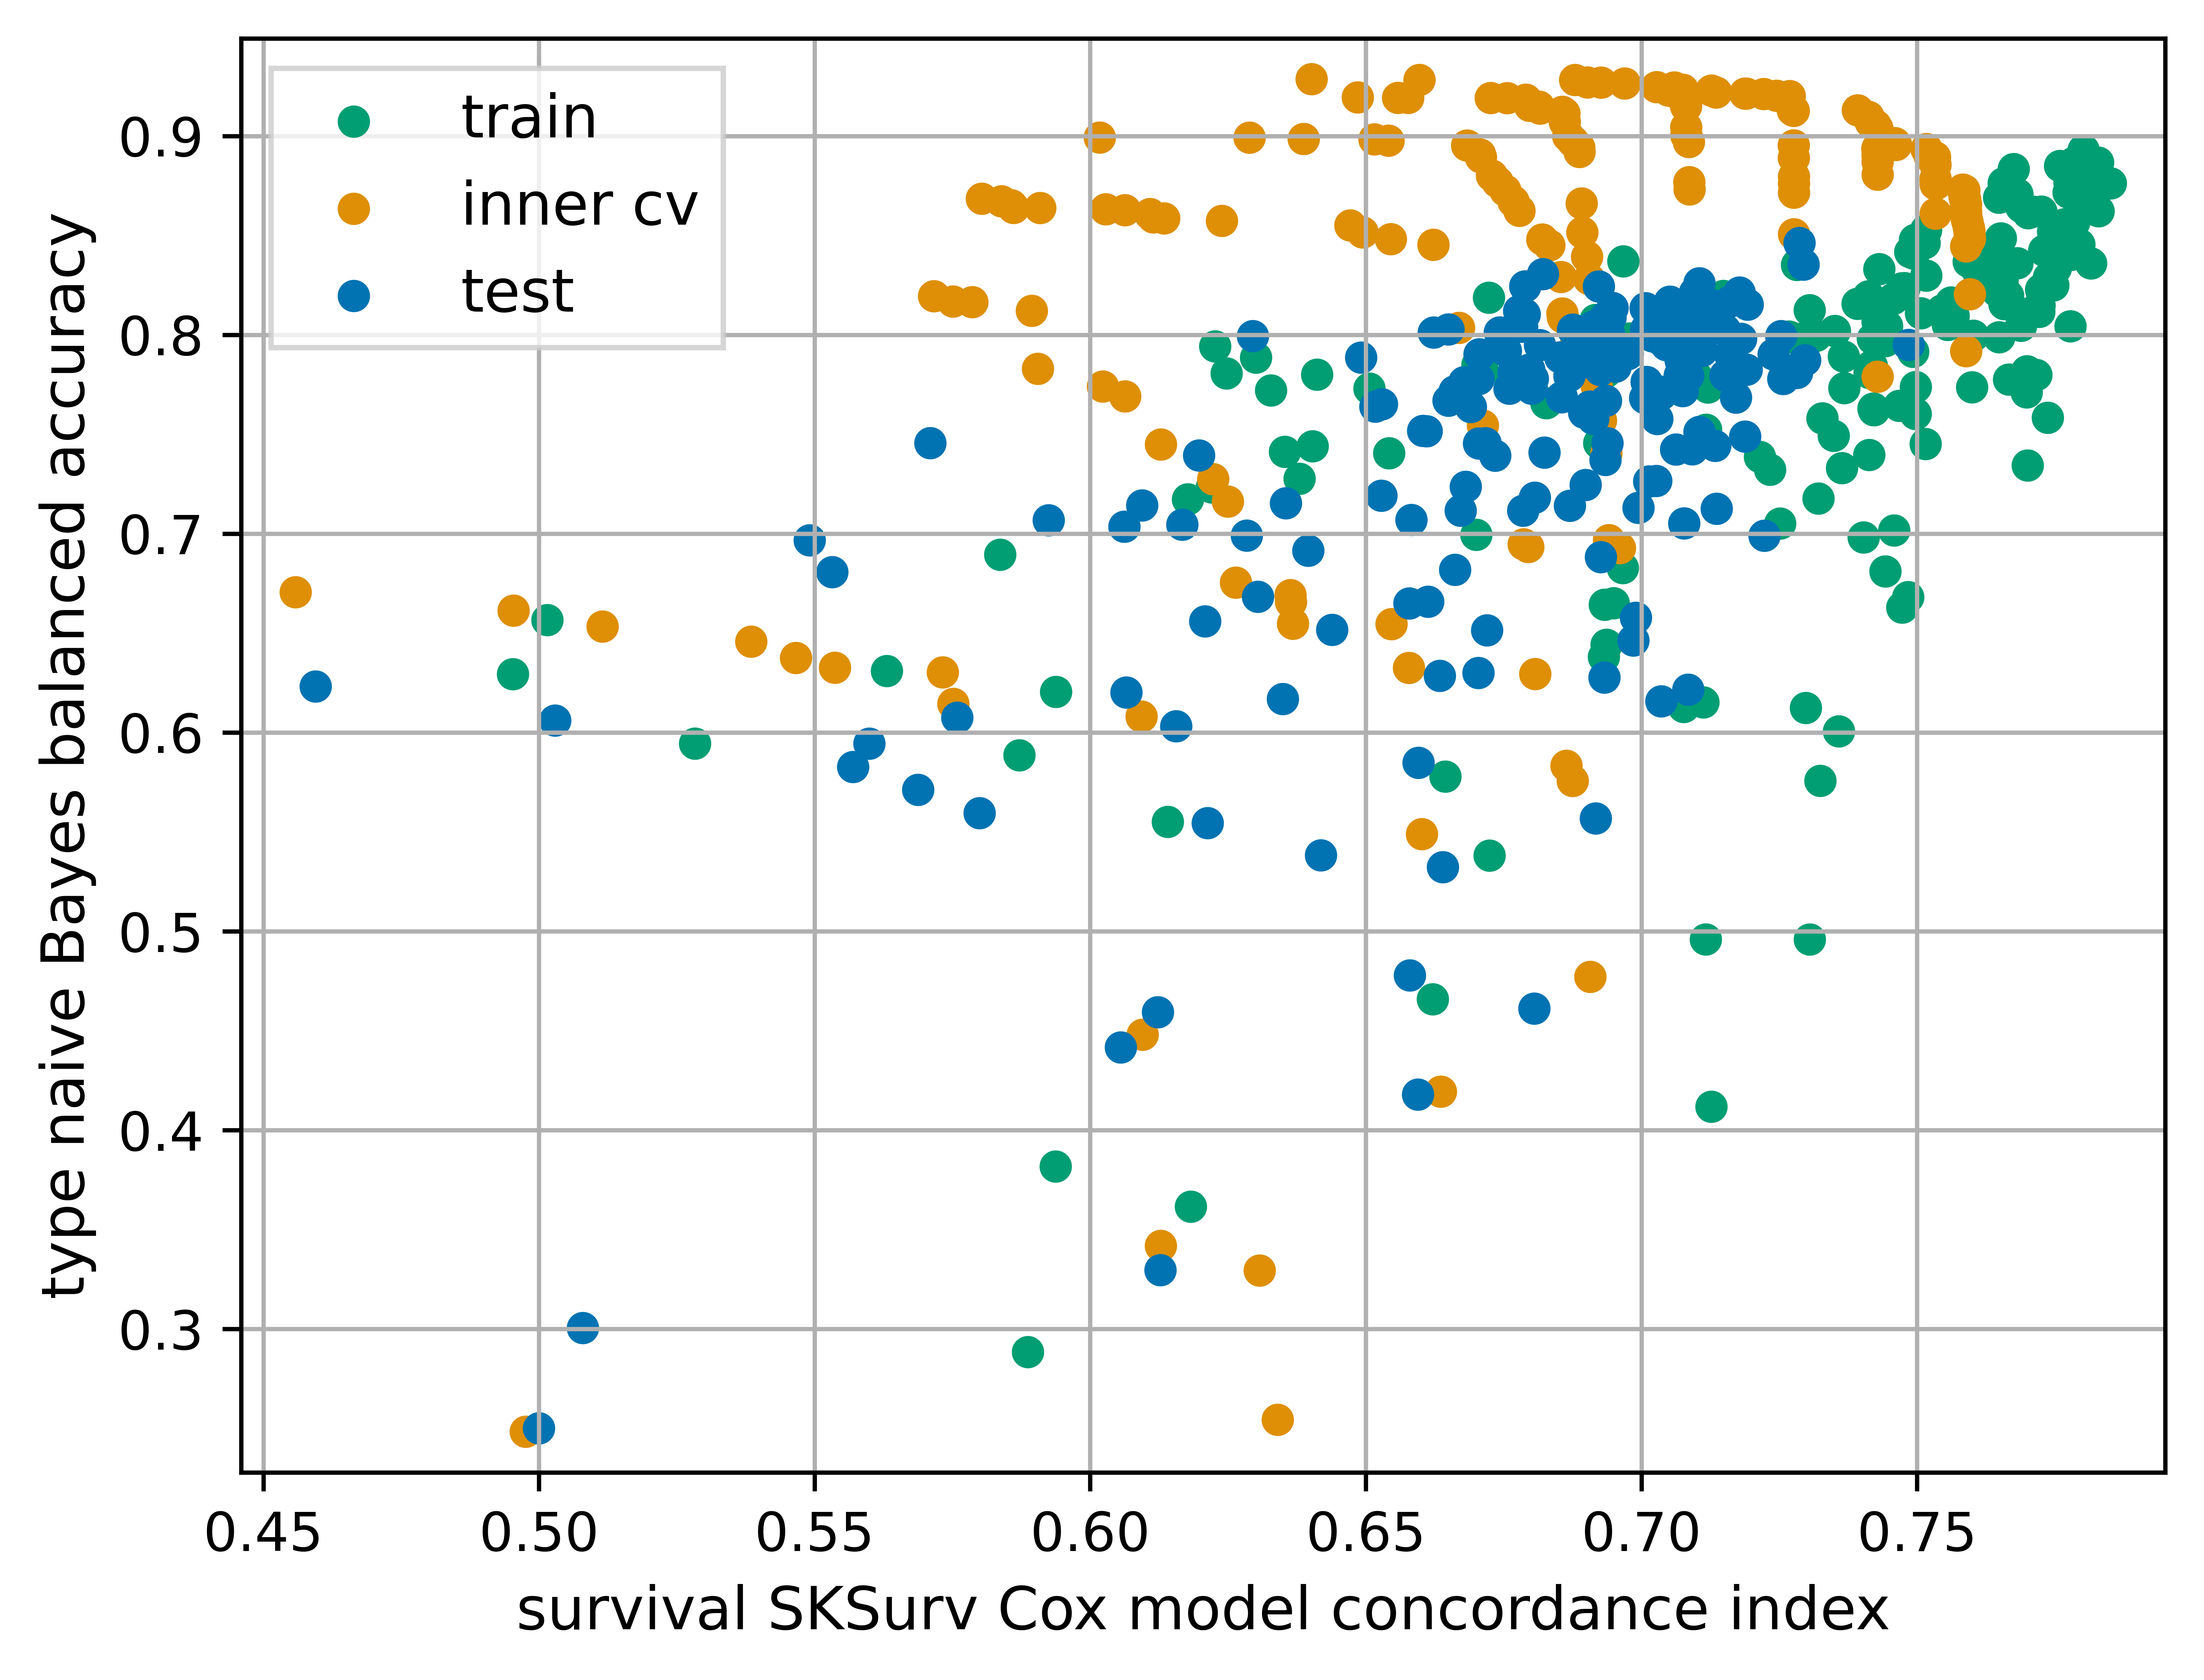 train
inner cv
test
type naive Bayes balanced accuracy
0.9
0.8
0.7
0.6
0.5
0.4
0.3
0.45 0.50 0.55 0.60 0.65 0.70 0.75
survival SKSurv Cox model concordance index